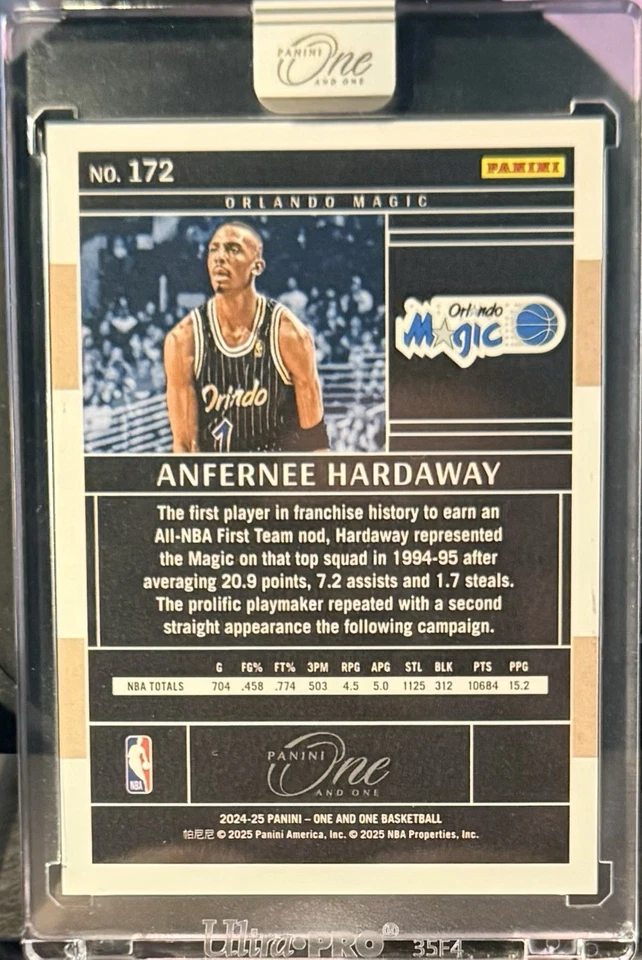 PANINI
One
AND ONE
NO. 172
PANINI
ORLANDO MAGIC
Orlando
Magic
Orlando
1
ANFERNEE HARDAWAY
The first player in franchise history to earn an
All-NBA First Team nod, Hardaway represented
the Magic on that top squad in 1994-95 after
averaging 20.9 points, 7.2 assists and 1.7 steals.
The prolific playmaker repeated with a second
straight appearance the following campaign.
G FG% FT% 3PM RPG APG STL BLK PTS PPG
NBA TOTALS 704 .458 .774 503 4.5 5.0 1125 312 10684 15.2
NBA
PANINI
One
AND ONE
2024-25 PANINI – ONE AND ONE BASKETBALL
帕尼尼 © 2025 Panini America, Inc. © 2025 NBA Properties, Inc.
Ultra•PRO® 35F4